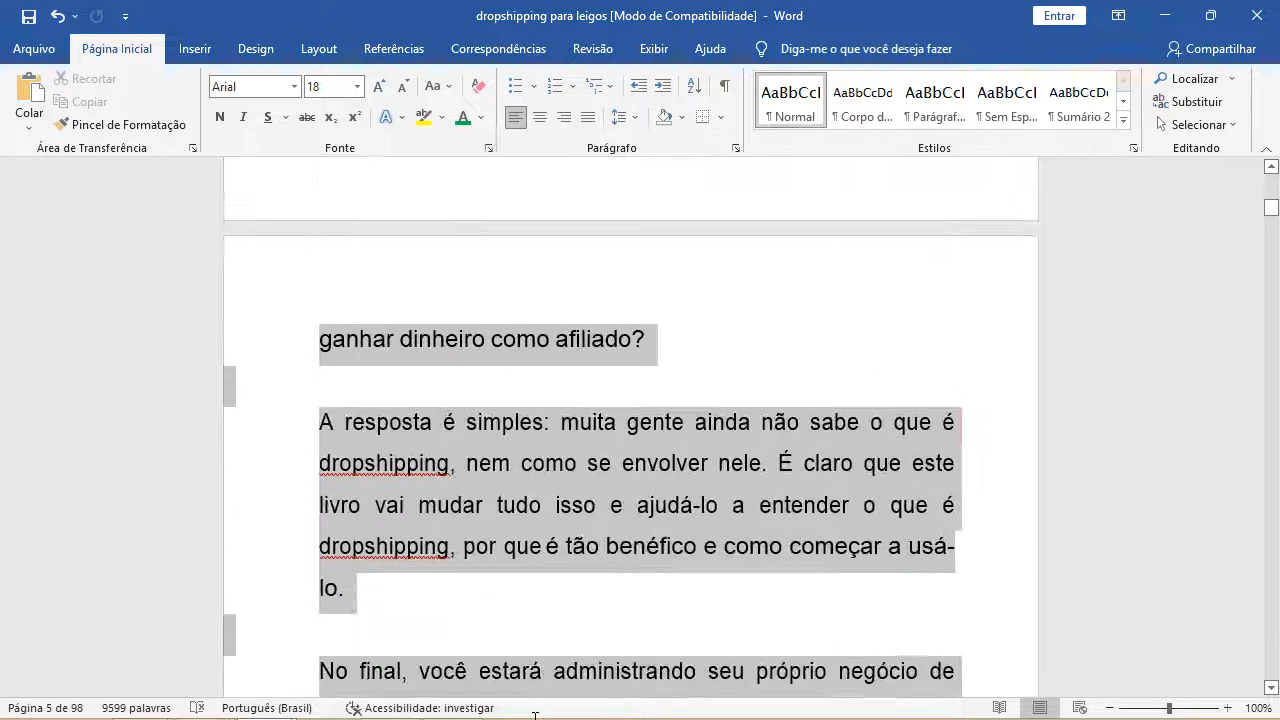 dropshipping para leigos [Modo de Compatibilidade] - Word
Entrar
Arquivo
Página Inicial
Inserir
Design
Layout
Referências
Correspondências
Revisão
Exibir
Ajuda
Diga-me o que você deseja fazer
Compartilhar
Colar
Recortar
Copiar
Pincel de Formatação
Área de Transferência
Arial
18
Aa
N I S abc x₂ x² A A
Fonte
Parágrafo
AaBbCcI
¶ Normal
AaBbCcDd
¶ Corpo d...
AaBbCcI
¶ Parágraf...
AaBbCcI
¶ Sem Esp...
AaBbCcDı
¶ Sumário 2
Estilos
Localizar
Substituir
Selecionar
Editando
ganhar dinheiro como afiliado?
A resposta é simples: muita gente ainda não sabe o que é
dropshipping, nem como se envolver nele. É claro que este
livro vai mudar tudo isso e ajudá-lo a entender o que é
dropshipping, por que é tão benéfico e como começar a usá-
lo.
No final, você estará administrando seu próprio negócio de
Página 5 de 98
9599 palavras
Português (Brasil)
Acessibilidade: investigar
100%